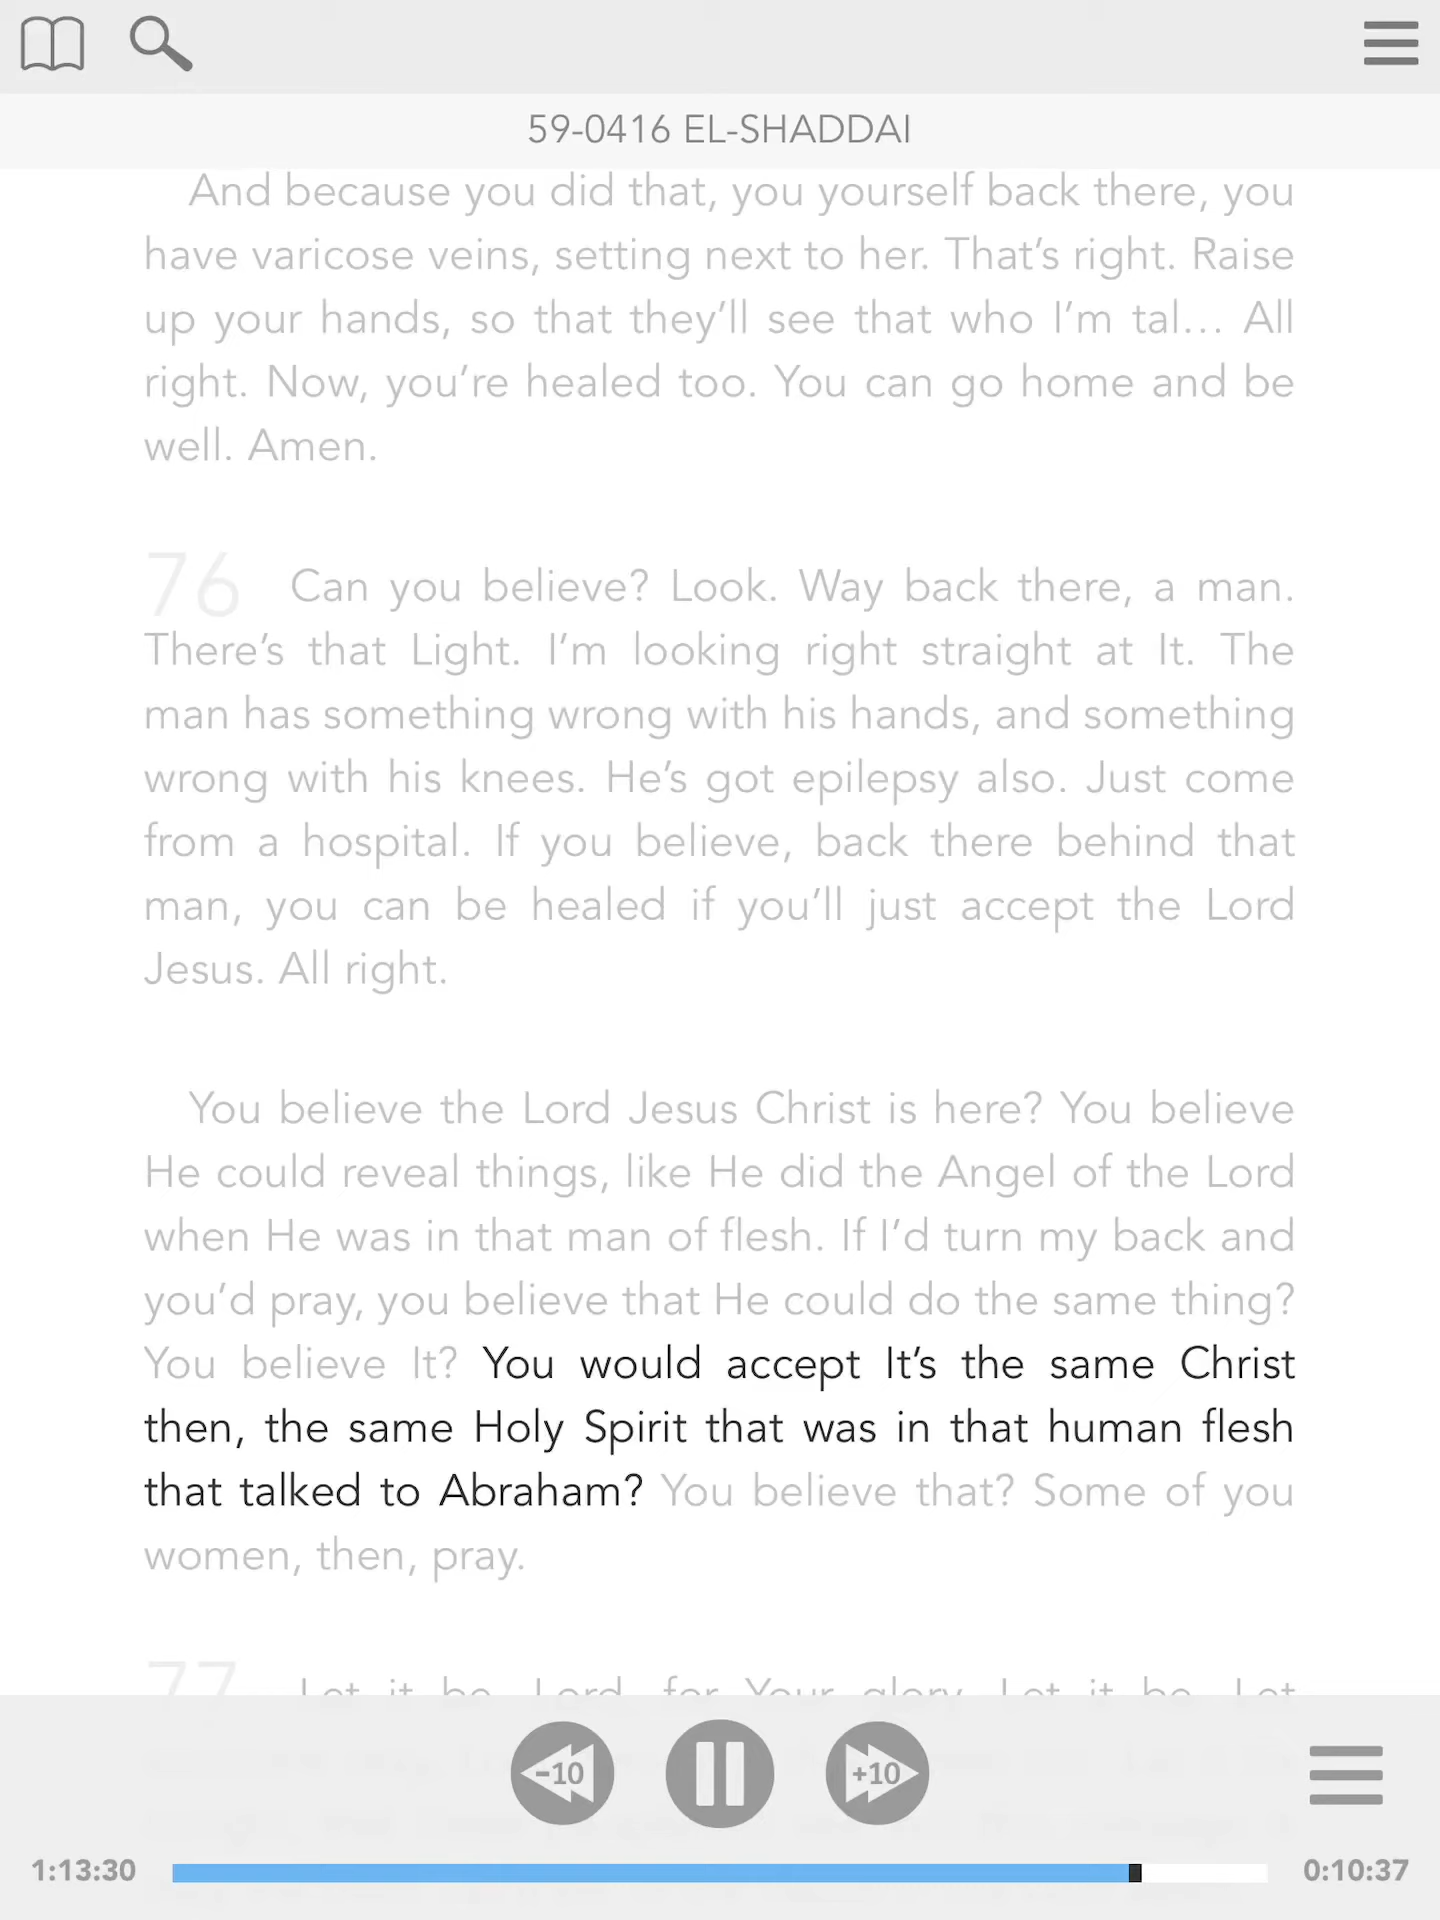 59-0416 EL-SHADDAI
And because you did that, you yourself back there, you
have varicose veins, setting next to her. That’s right. Raise
up your hands, so that they’ll see that who I’m tal… All
right. Now, you’re healed too. You can go home and be
well. Amen.
76 Can you believe? Look. Way back there, a man.
There’s that Light. I’m looking right straight at It. The
man has something wrong with his hands, and something
wrong with his knees. He’s got epilepsy also. Just come
from a hospital. If you believe, back there behind that
man, you can be healed if you’ll just accept the Lord
Jesus. All right.
You believe the Lord Jesus Christ is here? You believe
He could reveal things, like He did the Angel of the Lord
when He was in that man of flesh. If I’d turn my back and
you’d pray, you believe that He could do the same thing?
You believe It? You would accept It’s the same Christ
then, the same Holy Spirit that was in that human flesh
that talked to Abraham? You believe that? Some of you
women, then, pray.
77 Let it be, Lord, for Your glory. Let it be. Let
-10
+10
1:13:30
0:10:37